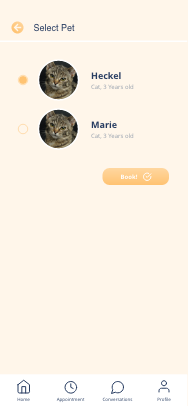 Select Pet
Heckel
Cat, 3 Years old
Marie
Cat, 3 Years old
Book!
Home
Appointment
Conversations
Profile